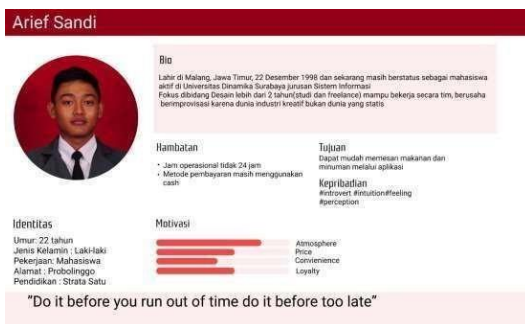 Arief Sandi
Bio
Lahir di Malang, Jawa Timur, 22 Desember 1998 dan sekarang masih berstatus sebagai mahasiswa
aktif di Universitas Dinamika Surabaya jurusan Sistem Informasi
Fokus dibidang Desain lebih dari 2 tahun(studi dan freelance) mampu bekerja secara tim, berusaha
berimprovisasi karena dunia industri kreatif bukan dunia yang statis
Hambatan
• Jam operasional tidak 24 jam
• Metode pembayaran masih menggunakan
cash
Tujuan
Dapat mudah memesan makanan dan
minuman melalui aplikasi
Kepribadian
#introvert #intuition#feeling
#perception
Identitas
Umur: 22 tahun
Jenis Kelamin : Laki-laki
Pekerjaan: Mahasiswa
Alamat : Probolinggo
Pendidikan : Strata Satu
Motivasi
Atmosphere
Price
Convienience
Loyalty
"Do it before you run out of time do it before too late"